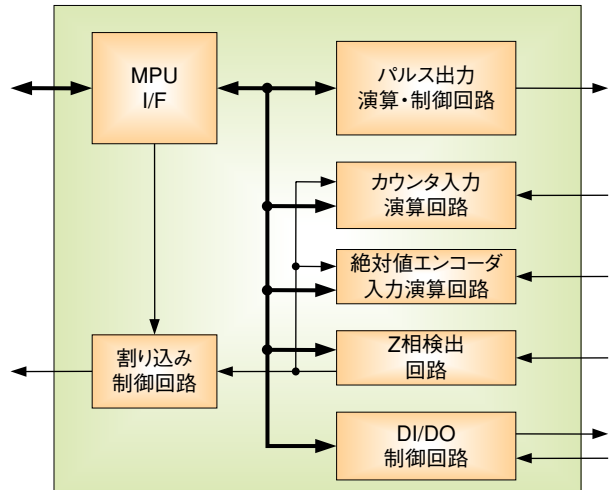 MPU
I/F
パルス出力
演算・制御回路
カウンタ入力
演算回路
絶対値エンコーダ
入力演算回路
割り込み
制御回路
Z相検出
回路
DI/DO
制御回路